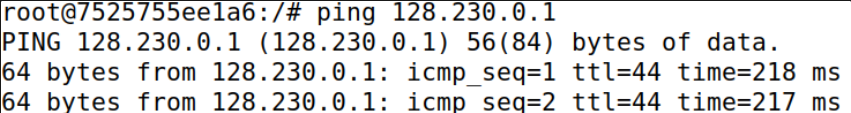 root@7525755ee1a6:/# ping 128.230.0.1
PING 128.230.0.1 (128.230.0.1) 56(84) bytes of data.
64 bytes from 128.230.0.1: icmp_seq=1 ttl=44 time=218 ms
64 bytes from 128.230.0.1: icmp_seq=2 ttl=44 time=217 ms